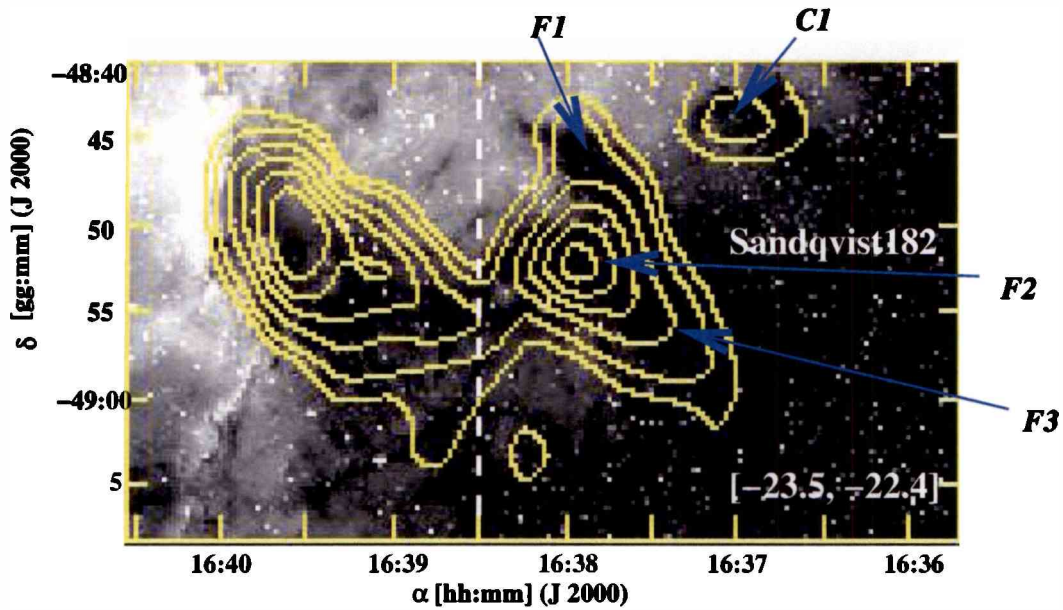 F1
C1
−48:40
45
50
55
−49:00
5
δ [gg:mm] (J 2000)
Sandqvist182
F2
F3
[−23.5, −22.4]
16:40
16:39
16:38
16:37
16:36
α [hh:mm] (J 2000)